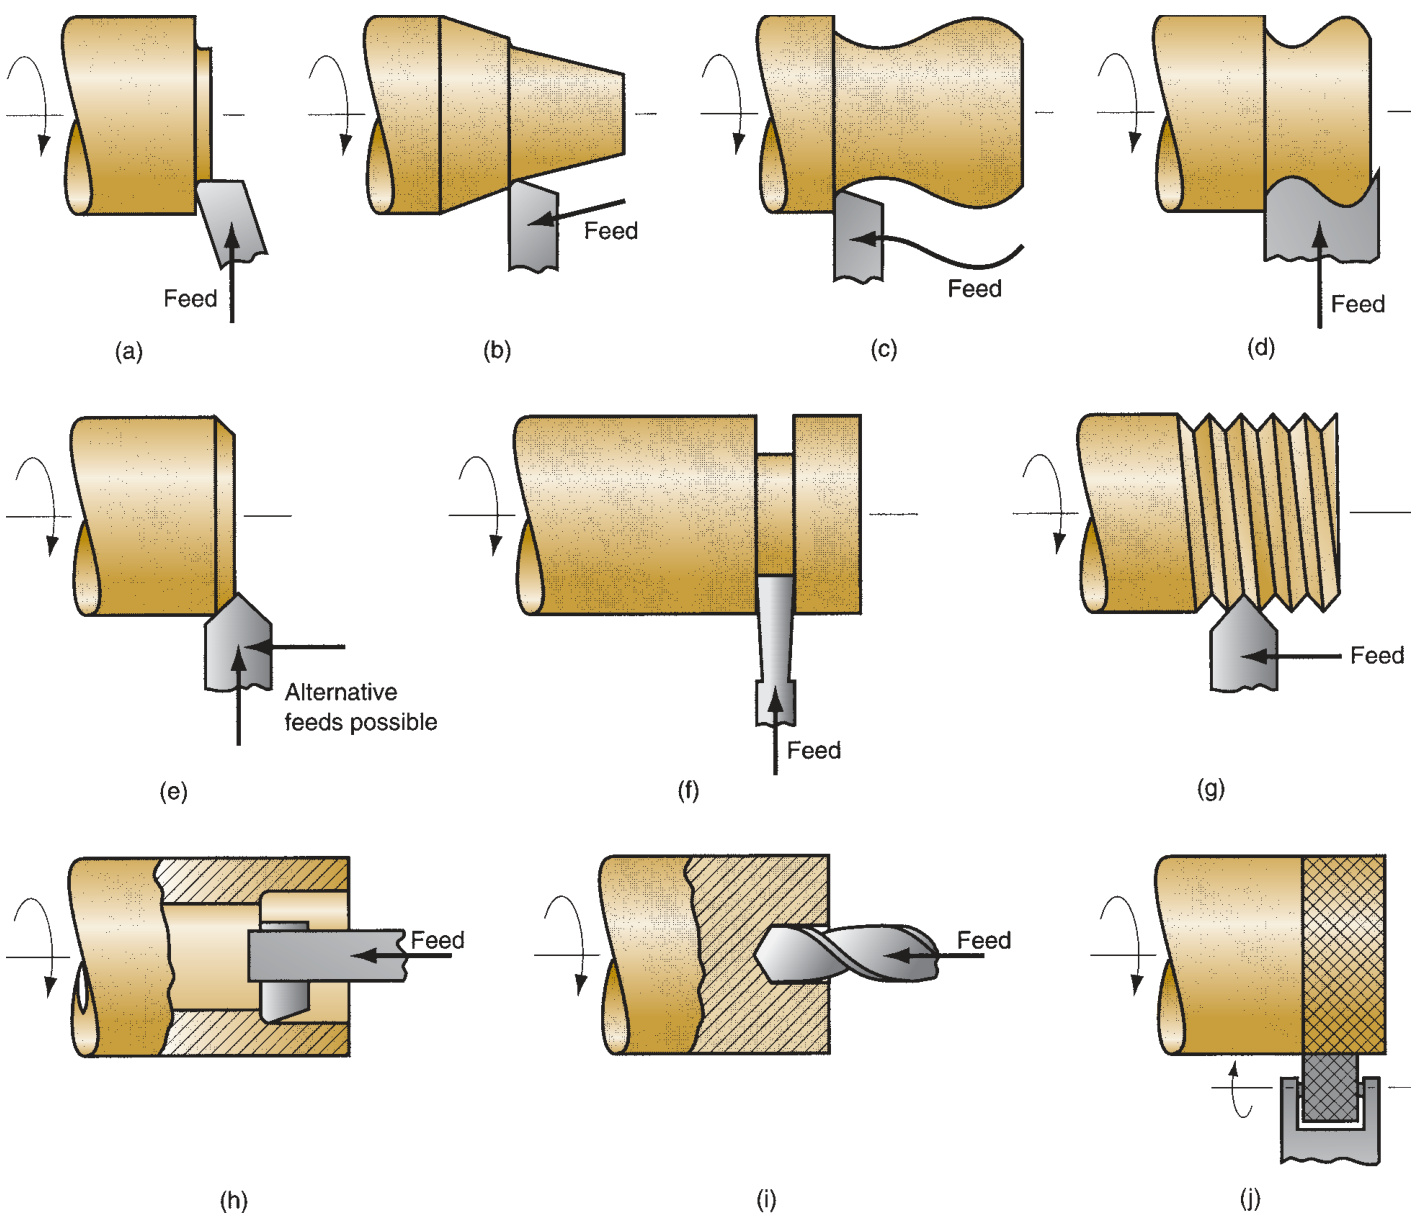 Feed
(a)
Feed
(b)
Feed
(c)
Feed
(d)
Alternative
feeds possible
(e)
Feed
(f)
Feed
(g)
Feed
(h)
Feed
(i)
(j)